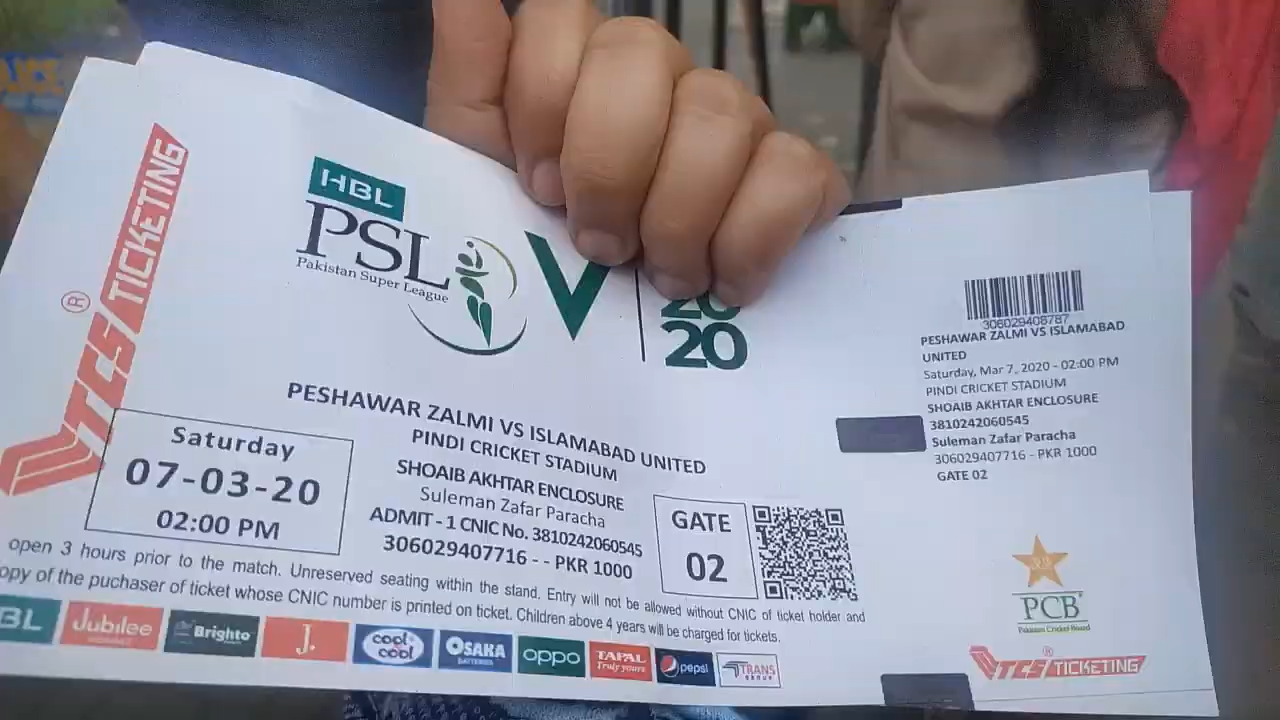 TCS® TICKETING
HBL
PSL
Pakistan Super League
V
2020
PESHAWAR ZALMI VS ISLAMABAD UNITED
PINDI CRICKET STADIUM
SHOAIB AKHTAR ENCLOSURE
Suleman Zafar Paracha
ADMIT - 1 CNIC No. 3810242060545
306029407716 - - PKR 1000
Saturday
07-03-20
02:00 PM
GATE
02
open 3 hours prior to the match. Unreserved seating within the stand. Entry will not be allowed without CNIC of ticket holder and
opy of the puchaser of ticket whose CNIC number is printed on ticket. Children above 4 years will be charged for tickets.
BL
Jubilee
Brighto
J.
cool & cool
OSAKA
BATTERIES
oppo
TAPAL
Truly yours
pepsi
TRANS
GROUP
306029408787
PESHAWAR ZALMI VS ISLAMABAD
UNITED
Saturday, Mar 7, 2020 - 02:00 PM
PINDI CRICKET STADIUM
SHOAIB AKHTAR ENCLOSURE
3810242060545
Suleman Zafar Paracha
306029407716 - PKR 1000
GATE 02
PCB
Pakistan Cricket Board
TCS® TICKETING